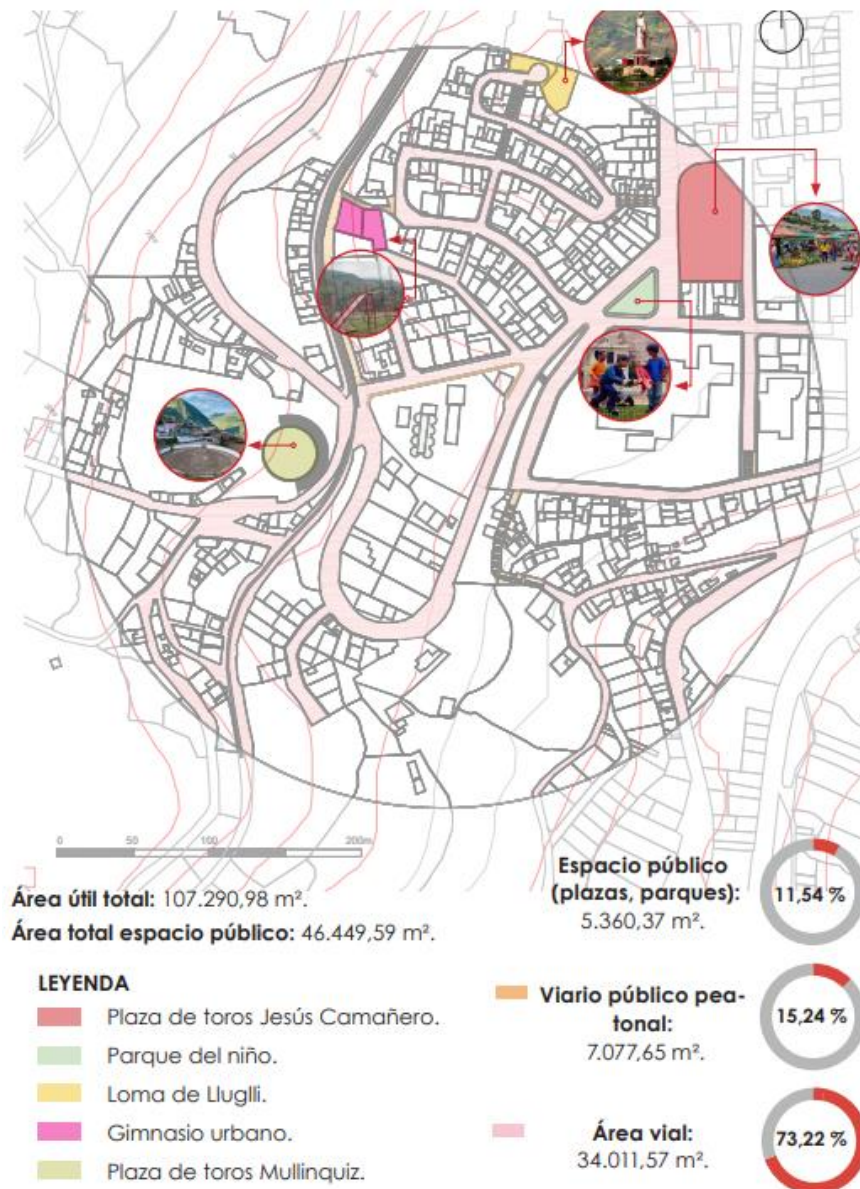 0 50 100 200m
Área útil total: 107.290,98 m².
Área total espacio público: 46.449,59 m².
Espacio público
(plazas, parques):
5.360,37 m².
11,54 %
LEYENDA
Plaza de toros Jesús Camañero.
Parque del niño.
Loma de Lluglli.
Gimnasio urbano.
Plaza de toros Mullinquiz.
Viario público pea-
tonal:
7.077,65 m².
15,24 %
Área vial:
34.011,57 m².
73,22 %